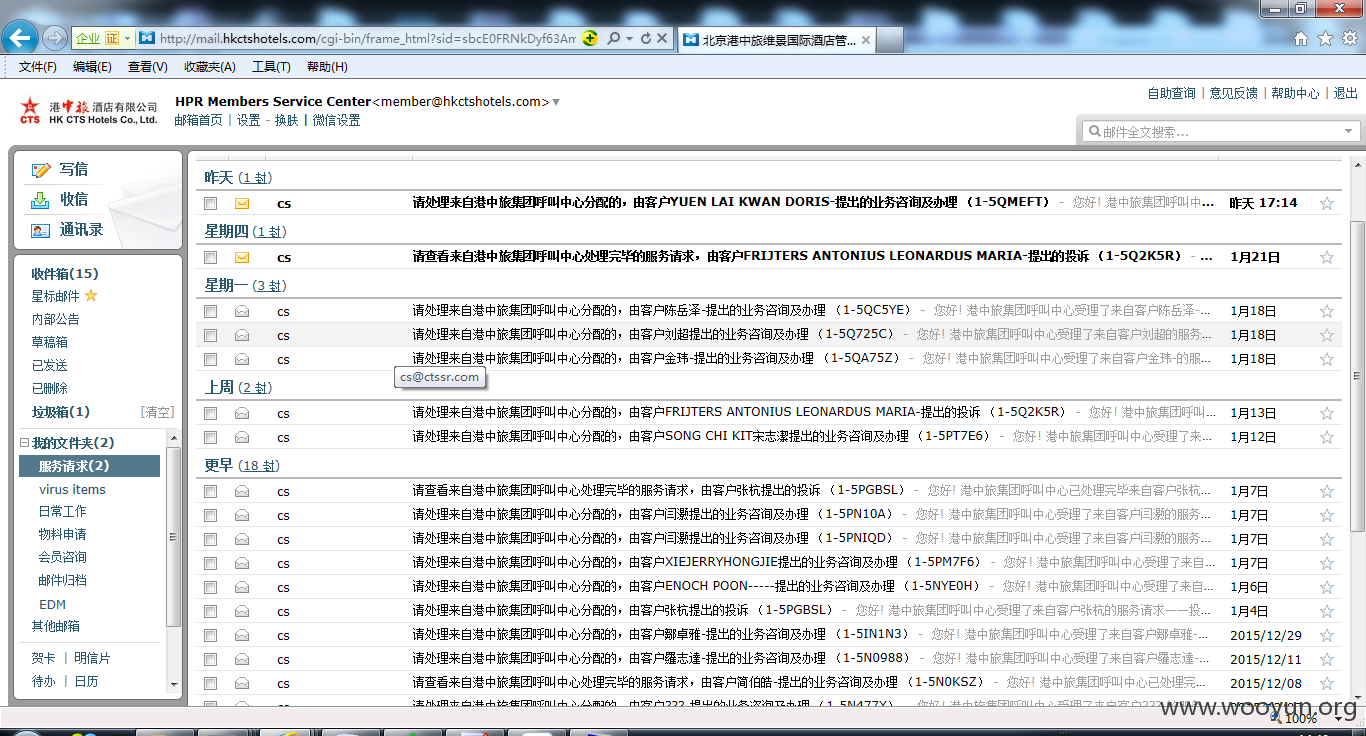 企业 证 http://mail.hkctshotels.com/cgi-bin/frame_html?sid=sbcE0FRNkDyf63Am 北京港中旅维景国际酒店管...
文件(F) 编辑(E) 查看(V) 收藏夹(A) 工具(T) 帮助(H)
港中旅酒店有限公司
CTS HK CTS Hotels Co., Ltd.
HPR Members Service Center<member@hkctshotels.com>
邮箱首页 | 设置 - 换肤 | 微信设置
自助查询 | 意见反馈 | 帮助中心 | 退出
邮件全文搜索...
写信
收信
通讯录
收件箱(15)
星标邮件
内部公告
草稿箱
已发送
已删除
垃圾箱(1) [清空]
我的文件夹(2)
服务请求(2)
virus items
日常工作
物料申请
会员咨询
邮件归档
EDM
其他邮箱
贺卡 | 明信片
待办 | 日历
昨天 (1 封)
cs 请处理来自港中旅集团呼叫中心分配的，由客户YUEN LAI KWAN DORIS-提出的业务咨询及办理 （1-5QMEFT） - 您好! 港中旅集团呼叫中... 昨天 17:14
星期四 (1 封)
cs 请查看来自港中旅集团呼叫中心处理完毕的服务请求，由客户FRIJTERS ANTONIUS LEONARDUS MARIA-提出的投诉 （1-5Q2K5R） - ... 1月21日
星期一 (3 封)
cs 请处理来自港中旅集团呼叫中心分配的，由客户陈岳泽-提出的业务咨询及办理 （1-5QC5YE） - 您好! 港中旅集团呼叫中心受理了来自客户陈岳泽-... 1月18日
cs 请处理来自港中旅集团呼叫中心分配的，由客户刘超提出的业务咨询及办理 （1-5Q725C） - 您好! 港中旅集团呼叫中心受理了来自客户刘超的服务... 1月18日
cs 请处理来自港中旅集团呼叫中心分配的，由客户金玮-提出的业务咨询及办理 （1-5QA75Z） - 您好! 港中旅集团呼叫中心受理了来自客户金玮-的服... 1月18日
cs@ctssr.com
上周 (2 封)
cs 请处理来自港中旅集团呼叫中心分配的，由客户FRIJTERS ANTONIUS LEONARDUS MARIA-提出的投诉 （1-5Q2K5R） - 您好! 港中旅集团呼叫... 1月13日
cs 请处理来自港中旅集团呼叫中心分配的，由客户SONG CHI KIT宋志潔提出的业务咨询及办理 （1-5PT7E6） - 您好! 港中旅集团呼叫中心受理了来... 1月12日
更早 (18 封)
cs 请查看来自港中旅集团呼叫中心处理完毕的服务请求，由客户张杭提出的投诉 （1-5PGBSL） - 您好! 港中旅集团呼叫中心已处理完毕来自客户张杭... 1月7日
cs 请处理来自港中旅集团呼叫中心分配的，由客户闫灏提出的业务咨询及办理 （1-5PN10A） - 您好! 港中旅集团呼叫中心受理了来自客户闫灏的服务... 1月7日
cs 请处理来自港中旅集团呼叫中心分配的，由客户闫灏提出的业务咨询及办理 （1-5PNIQD） - 您好! 港中旅集团呼叫中心受理了来自客户闫灏的服务... 1月7日
cs 请处理来自港中旅集团呼叫中心分配的，由客户XIEJERRYHONGJIE提出的业务咨询及办理 （1-5PM7F6） - 您好! 港中旅集团呼叫中心受理了来自... 1月7日
cs 请处理来自港中旅集团呼叫中心分配的，由客户ENOCH POON-----提出的业务咨询及办理 （1-5NYE0H） - 您好! 港中旅集团呼叫中心受理了来自... 1月6日
cs 请处理来自港中旅集团呼叫中心分配的，由客户张杭提出的投诉 （1-5PGBSL） - 您好! 港中旅集团呼叫中心受理了来自客户张杭的服务请求——投... 1月4日
cs 请处理来自港中旅集团呼叫中心分配的，由客户鄒卓雅-提出的业务咨询及办理 （1-5IN1N3） - 您好! 港中旅集团呼叫中心受理了来自客户鄒卓雅-... 2015/12/29
cs 请处理来自港中旅集团呼叫中心分配的，由客户羅志達-提出的业务咨询及办理 （1-5N0988） - 您好! 港中旅集团呼叫中心受理了来自客户羅志達-... 2015/12/11
cs 请查看来自港中旅集团呼叫中心处理完毕的服务请求，由客户简伯皓-提出的业务咨询及办理 （1-5N0KSZ） - 您好! 港中旅集团呼叫中心已处理完... 2015/12/08
www.wooyun.org
100%